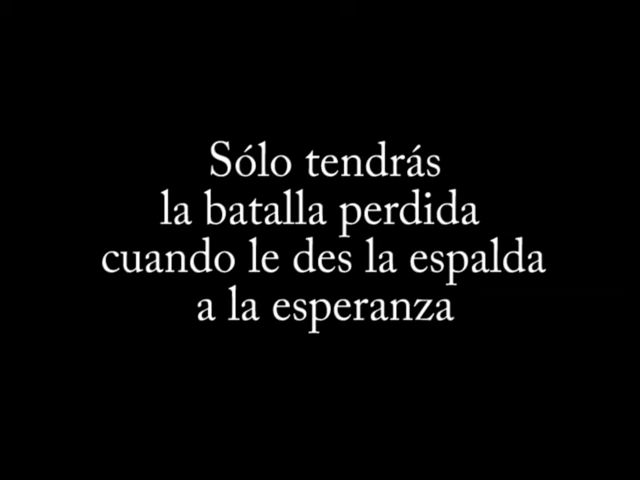 Sólo tendrás
la batalla perdida
cuando le des la espalda
a la esperanza